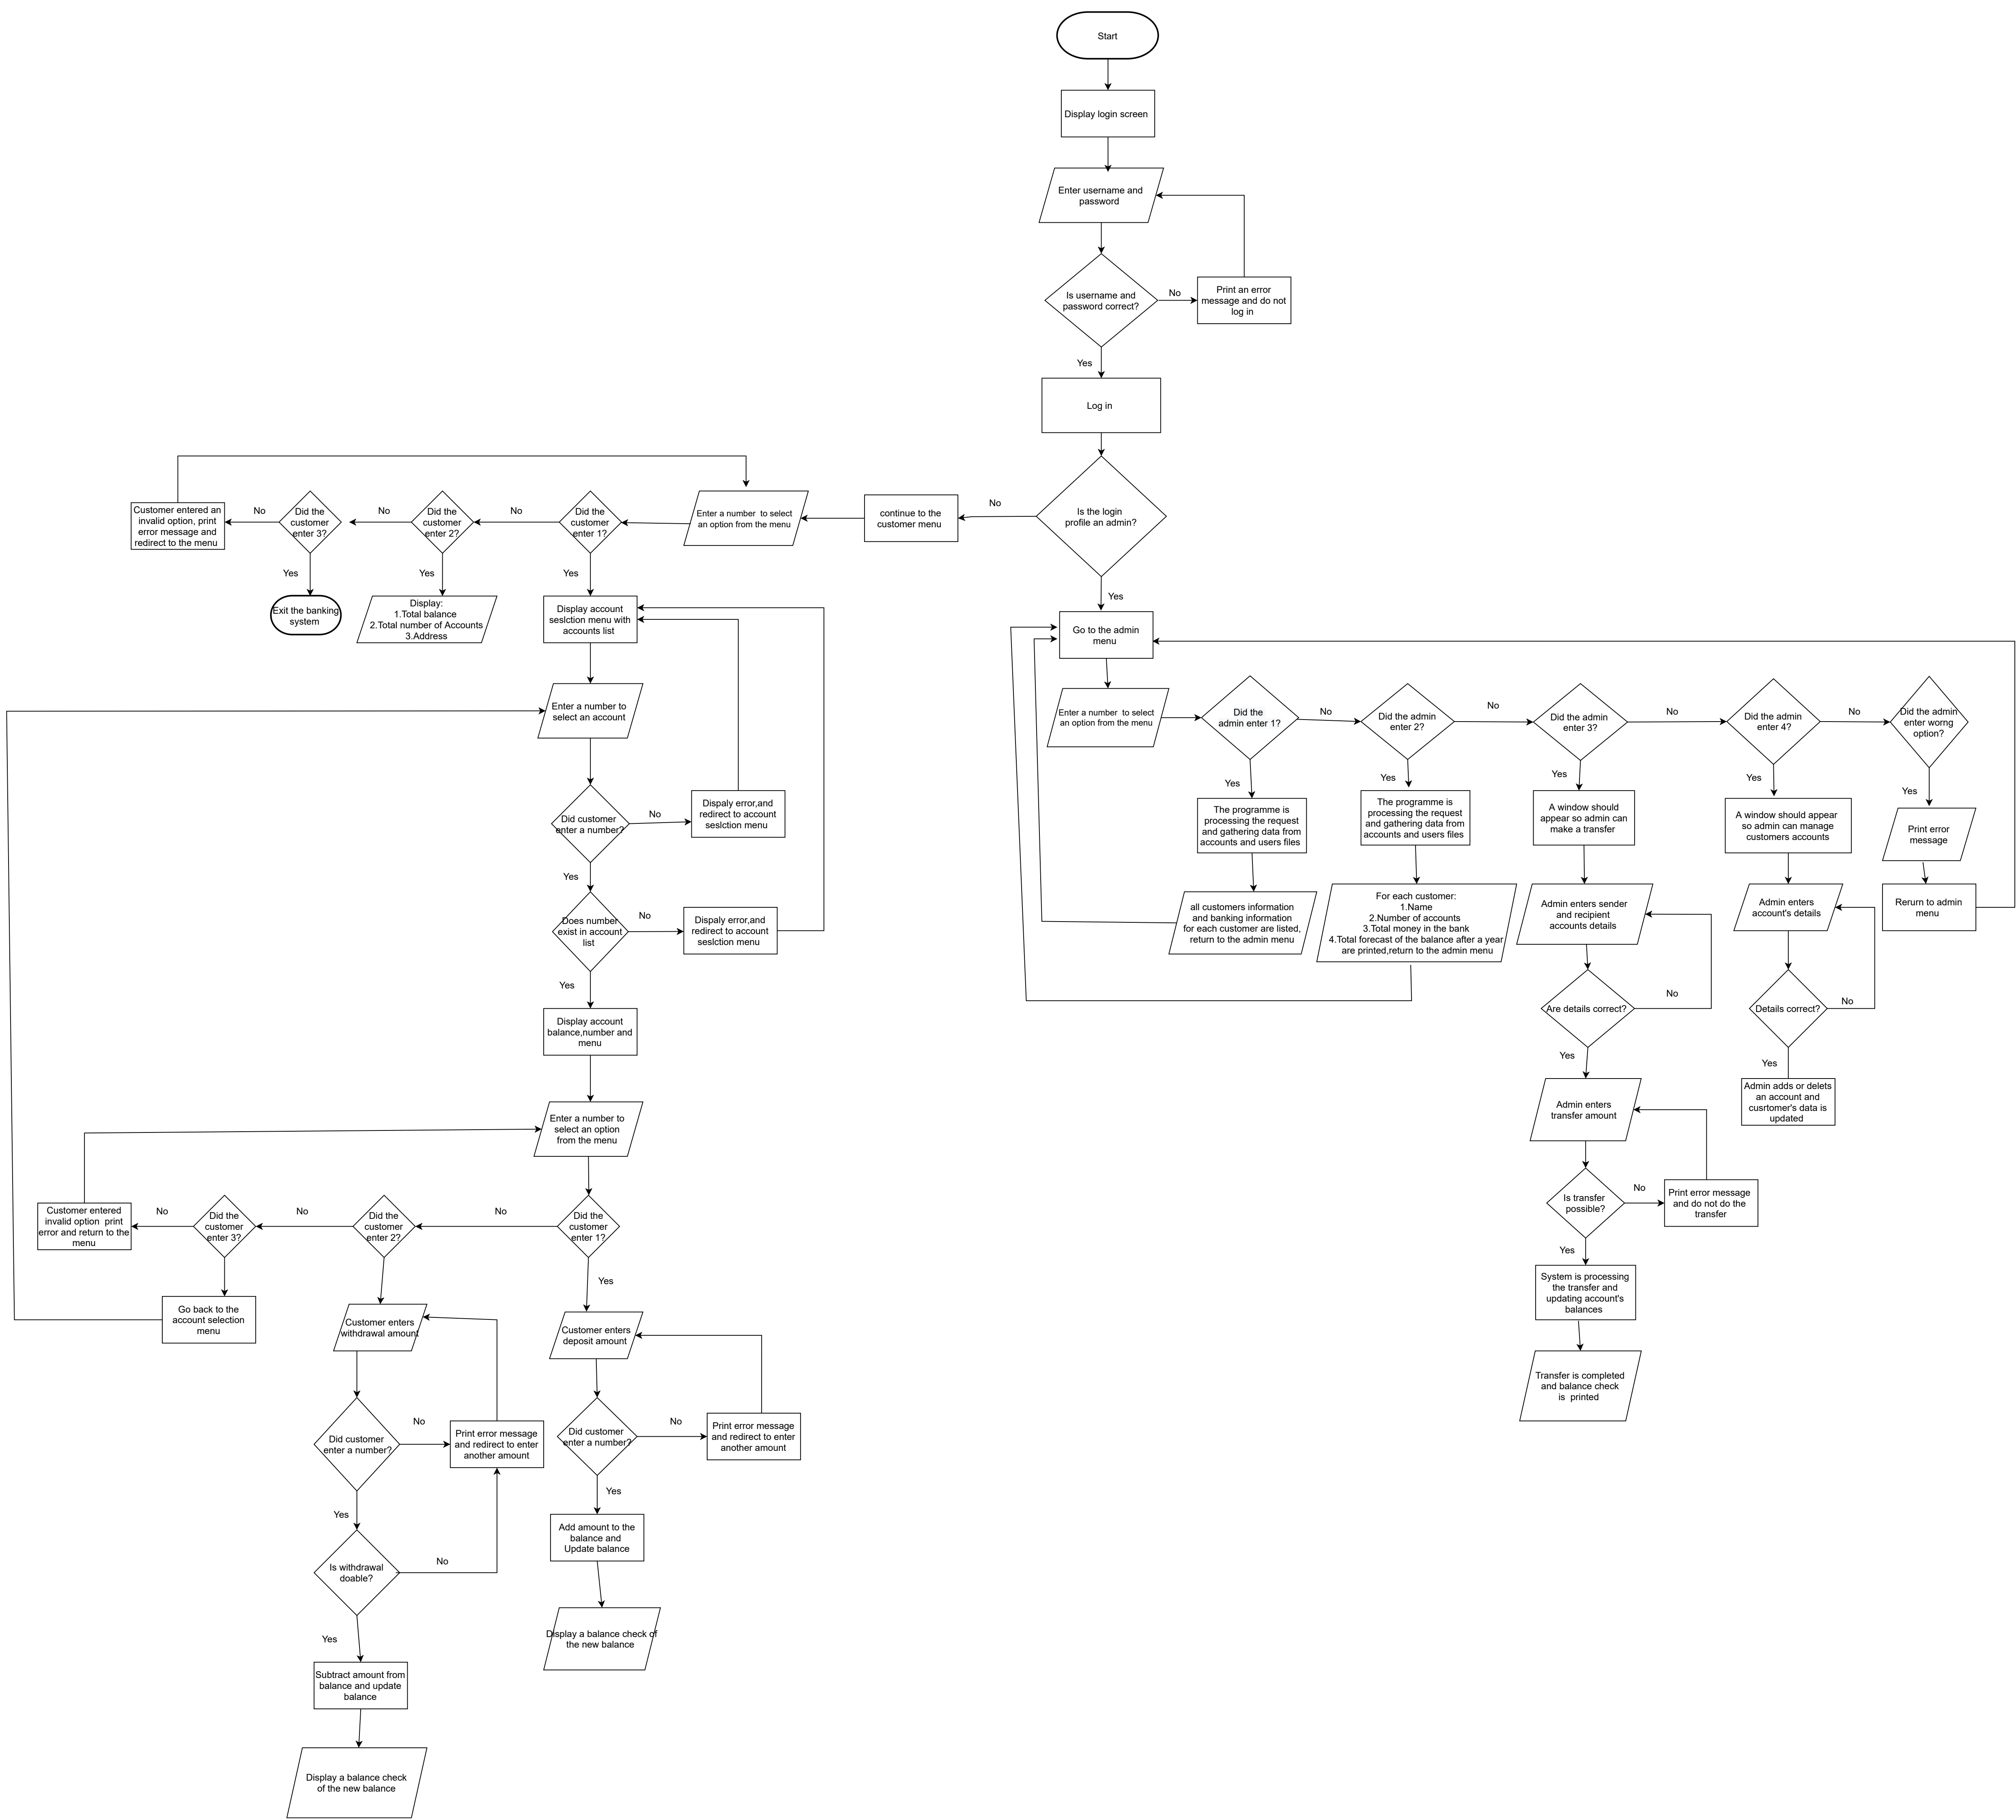 Start
Display login screen
Enter username and
password
Is username and
password correct?
No
Print an error
message and do not
log in
Yes
Log in
Is the login
profile an admin?
No
continue to the
customer menu
Enter a number  to select
an option from the menu
Did the
customer
enter 1?
No
Did the
customer
enter 2?
No
Did the
customer
enter 3?
No
Customer entered an
invalid option, print
error message and
redirect to the menu
Yes
Exit the banking
system
Yes
Display:
1.Total balance
2.Total number of Accounts
3.Address
Yes
Display account
seslction menu with
accounts list
Enter a number to
select an account
Did customer
enter a number?
No
Dispaly error,and
redirect to account
seslction menu
Yes
Does number
exist in account
list
No
Dispaly error,and
redirect to account
seslction menu
Yes
Display account
balance,number and
menu
Enter a number to
select an option
from the menu
Did the
customer
enter 1?
No
Did the
customer
enter 2?
No
Did the
customer
enter 3?
No
Customer entered
invalid option  print
error and return to the
menu
Go back to the
account selection
menu
Customer enters
withdrawal amount
Did customer
enter a number?
No
Print error message
and redirect to enter
another amount
Yes
Is withdrawal
doable?
No
Yes
Subtract amount from
balance and update
balance
Display a balance check
of the new balance
Yes
Customer enters
deposit amount
Did customer
enter a number?
No
Print error message
and redirect to enter
another amount
Yes
Add amount to the
balance and
Update balance
Display a balance check of
the new balance
Yes
Go to the admin
menu
Enter a number  to select
an option from the menu
Did the
admin enter 1?
No
Did the admin
enter 2?
No
Did the admin
enter 3?
No
Did the admin
enter 4?
No
Did the admin
enter worng
option?
Yes
The programme is
processing the request
and gathering data from
accounts and users files
all customers information
and banking information
for each customer are listed,
return to the admin menu
Yes
The programme is
processing the request
and gathering data from
accounts and users files
For each customer:
1.Name
2.Number of accounts
3.Total money in the bank
4.Total forecast of the balance after a year
are printed,return to the admin menu
Yes
A window should
appear so admin can
make a transfer
Admin enters sender
and recipient
accounts details
Are details correct?
No
Yes
Admin enters
transfer amount
Is transfer
possible?
No
Print error message
and do not do the
transfer
Yes
System is processing
the transfer and
updating account's
balances
Transfer is completed
and balance check
is  printed
Yes
A window should appear
so admin can manage
customers accounts
Admin enters
account's details
Details correct?
No
Yes
Admin adds or delets
an account and
cusrtomer's data is
updated
Yes
Print error
message
Rerurn to admin
menu